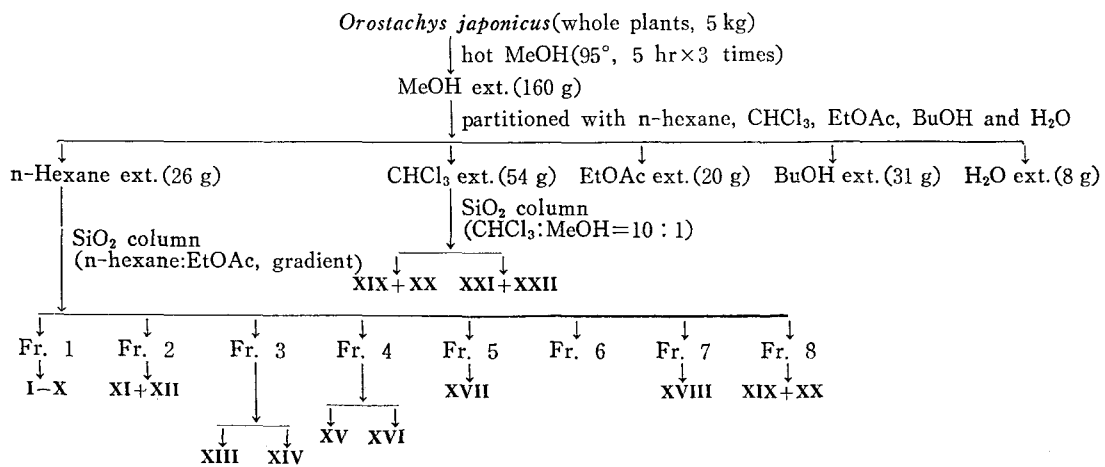 Orostachys japonicus (whole plants, 5 kg)
hot MeOH(95°, 5 hr×3 times)
MeOH ext. (160 g)
partitioned with n-hexane, CHCl₃, EtOAc, BuOH and H₂O
n-Hexane ext. (26 g) CHCl₃ ext. (54 g) EtOAc ext. (20 g) BuOH ext. (31 g) H₂O ext. (8 g)
SiO₂ column
(CHCl₃:MeOH=10 : 1)
SiO₂ column
(n-hexane:EtOAc, gradient)
XIX+XX XXI+XXII
Fr. 1 Fr. 2 Fr. 3 Fr. 4 Fr. 5 Fr. 6 Fr. 7 Fr. 8
I–X XI+XII XVII XVIII XIX+XX
XV XVI
XIII XIV